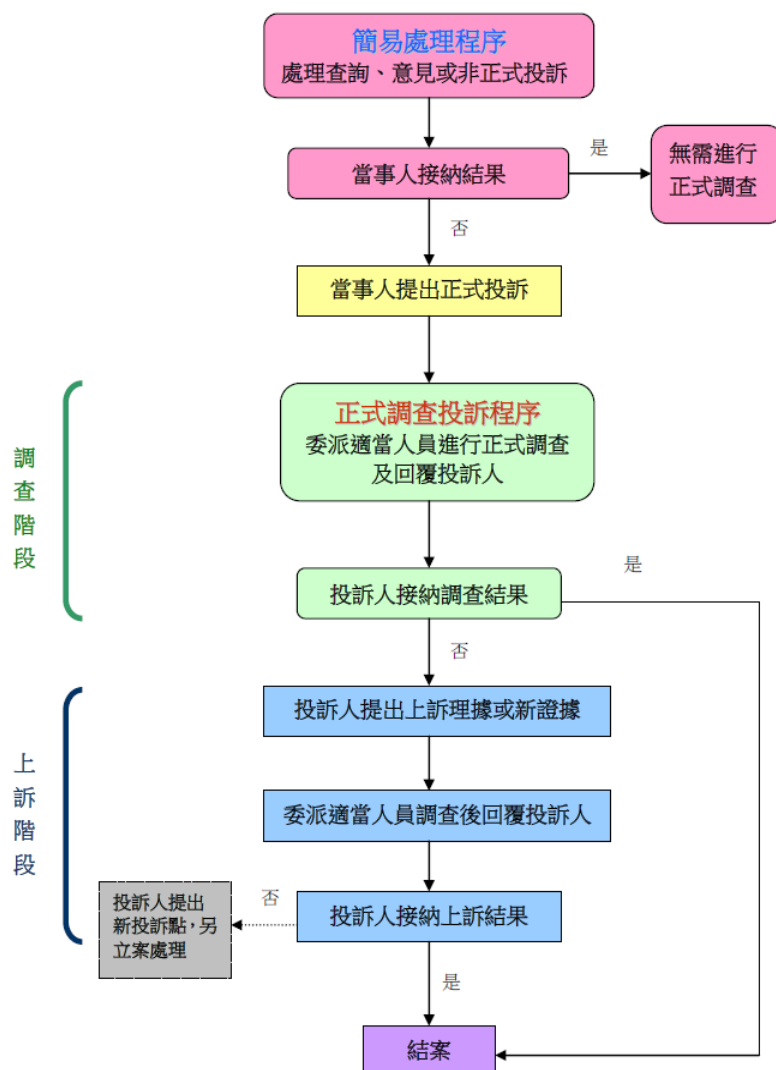 簡易處理程序
處理查詢、意見或非正式投訴
是
無需進行
正式調查
當事人接納結果
否
當事人提出正式投訴
調
查
階
段
正式調查投訴程序
委派適當人員進行正式調查
及回覆投訴人
是
投訴人接納調查結果
否
上
訴
階
段
投訴人提出上訴理據或新證據
委派適當人員調查後回覆投訴人
投訴人提出
新投訴點，另
立案處理
否
投訴人接納上訴結果
是
結案